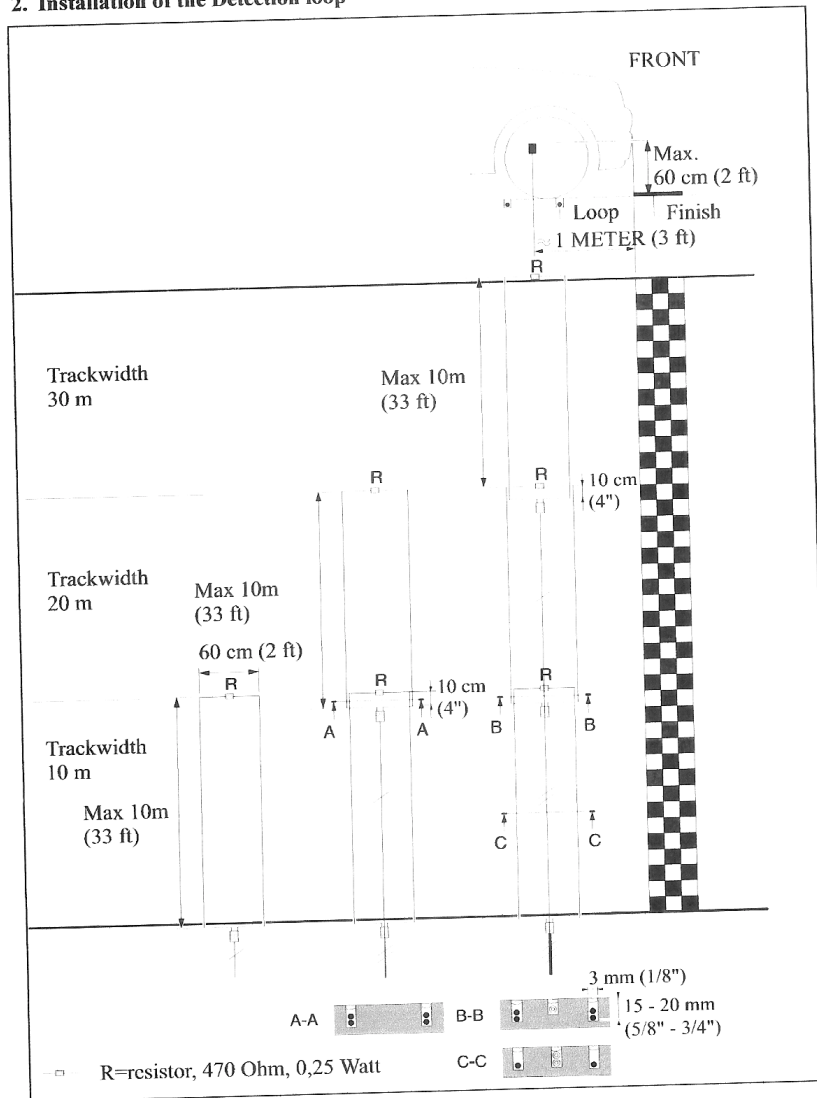 2. Installation of the Detection loop
FRONT
Max.
60 cm (2 ft)
Loop
Finish
≈ 1 METER (3 ft)
R
Trackwidth
30 m
Max 10m
(33 ft)
R
R
10 cm
(4")
Trackwidth
20 m
Max 10m
(33 ft)
60 cm (2 ft)
R
R
10 cm
(4")
R
A
A
B
B
Trackwidth
10 m
Max 10m
(33 ft)
C
C
3 mm (1/8")
A-A
B-B
15 - 20 mm
(5/8" - 3/4")
C-C
R=resistor, 470 Ohm, 0,25 Watt